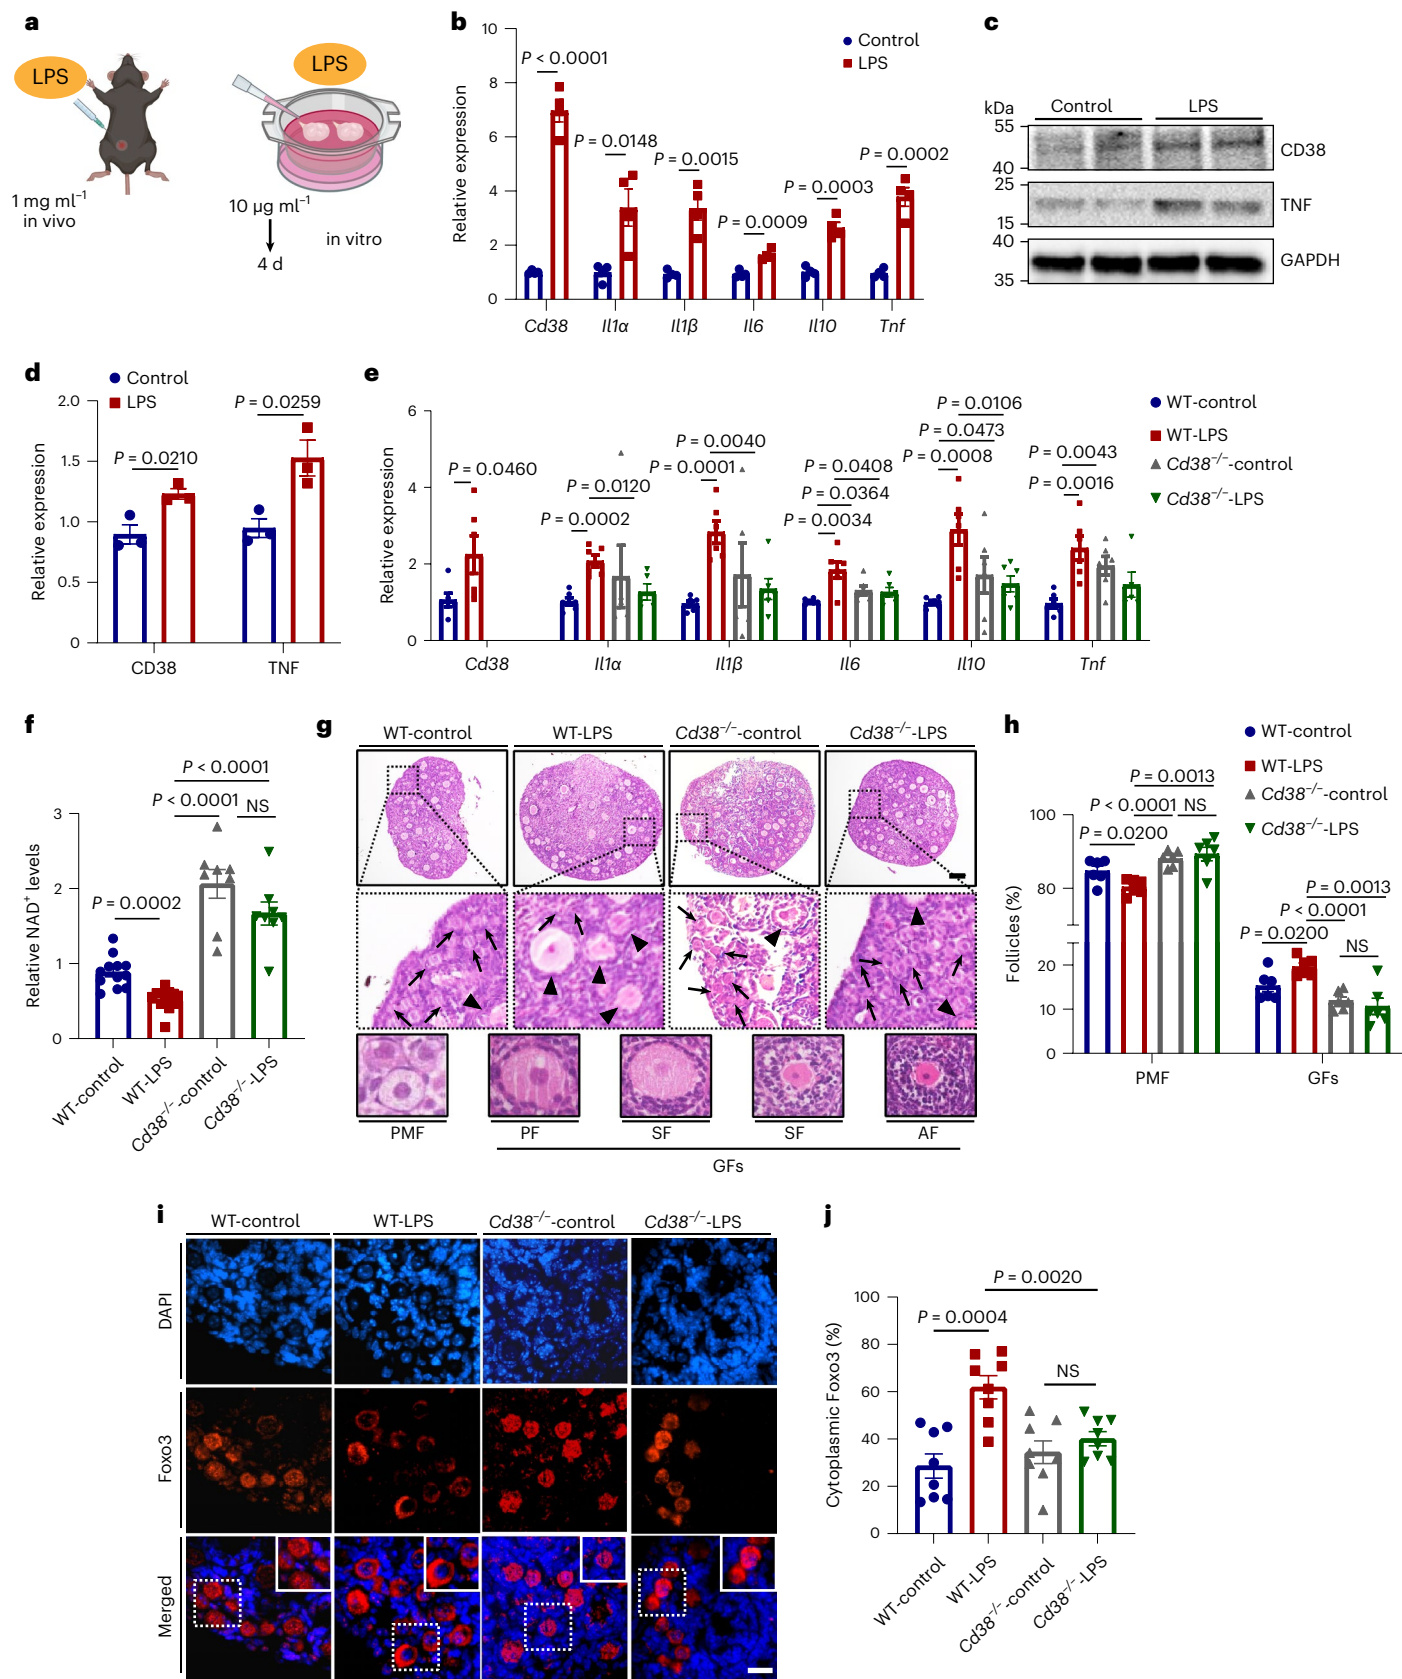 a
LPS
LPS
1 mg ml⁻¹
in vivo
10 µg ml⁻¹
in vitro
4 d
b
Control
LPS
Relative expression
10
8
6
4
2
0
P < 0.0001
P = 0.0148
P = 0.0015
P = 0.0009
P = 0.0003
P = 0.0002
Cd38
Il1α
Il1β
Il6
Il10
Tnf
c
kDa
Control
LPS
55
40
CD38
25
15
TNF
40
35
GAPDH
d
Control
LPS
Relative expression
2.0
1.5
1.0
0.5
0
P = 0.0210
P = 0.0259
CD38
TNF
e
WT-control
WT-LPS
Cd38⁻/⁻-control
Cd38⁻/⁻-LPS
Relative expression
6
4
2
0
P = 0.0460
P = 0.0120
P = 0.0002
P = 0.0040
P = 0.0001
P = 0.0408
P = 0.0364
P = 0.0034
P = 0.0106
P = 0.0473
P = 0.0008
P = 0.0043
P = 0.0016
Cd38
Il1α
Il1β
Il6
Il10
Tnf
f
Relative NAD⁺ levels
3
2
1
0
P < 0.0001
P < 0.0001
NS
P = 0.0002
WT-control
WT-LPS
Cd38⁻/⁻-control
Cd38⁻/⁻-LPS
g
WT-control
WT-LPS
Cd38⁻/⁻-control
Cd38⁻/⁻-LPS
PMF
PF
SF
SF
AF
GFs
h
WT-control
WT-LPS
Cd38⁻/⁻-control
Cd38⁻/⁻-LPS
Follicles (%)
100
80
20
10
0
P = 0.0013
P < 0.0001
NS
P = 0.0200
P = 0.0013
P < 0.0001
P = 0.0200
NS
PMF
GFs
i
WT-control
WT-LPS
Cd38⁻/⁻-control
Cd38⁻/⁻-LPS
DAPI
Foxo3
Merged
j
Cytoplasmic Foxo3 (%)
100
80
60
40
20
0
P = 0.0020
P = 0.0004
NS
WT-control
WT-LPS
Cd38⁻/⁻-control
Cd38⁻/⁻-LPS